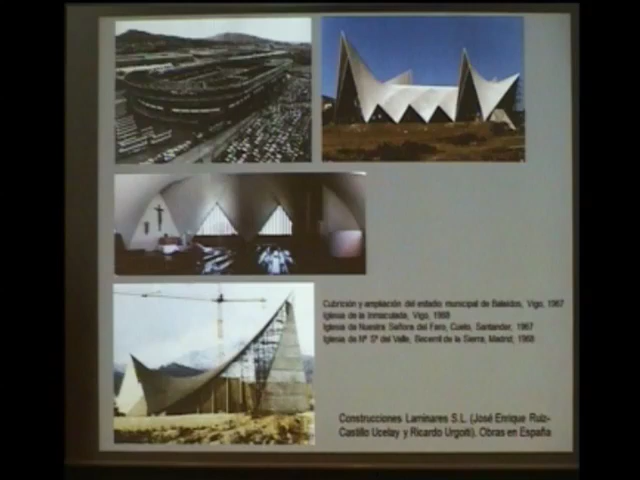 Cubrición y ampliación del estadio municipal de Balaídos, Vigo, 1967
Iglesia de la Inmaculada, Vigo, 1968
Iglesia de Nuestra Señora del Faro, Cueto, Santander, 1967
Iglesia de Nª Sª del Valle, Becerril de la Sierra, Madrid, 1968
Construcciones Laminares S.L. (José Enrique Ruiz-
Castillo Ucelay y Ricardo Urgoiti). Obras en España